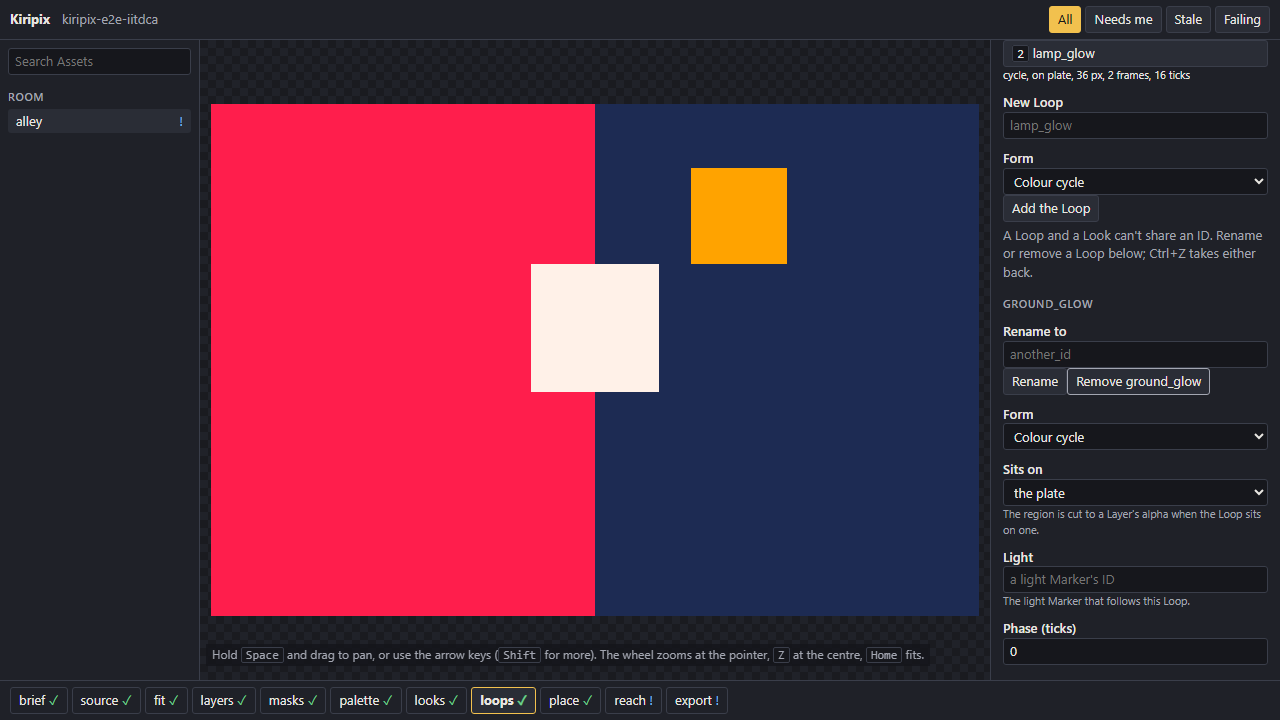 Kiripix kiripix-e2e-iitdca
All Needs me Stale Failing
Search Assets
ROOM
alley !
2 lamp_glow
cycle, on plate, 36 px, 2 frames, 16 ticks
New Loop
lamp_glow
Form
Colour cycle
Add the Loop
A Loop and a Look can't share an ID. Rename
or remove a Loop below; Ctrl+Z takes either
back.
GROUND_GLOW
Rename to
another_id
Rename Remove ground_glow
Form
Colour cycle
Sits on
the plate
The region is cut to a Layer's alpha when the Loop sits
on one.
Light
a light Marker's ID
The light Marker that follows this Loop.
Phase (ticks)
0
Hold Space and drag to pan, or use the arrow keys (Shift for more). The wheel zooms at the pointer, Z at the centre, Home fits.
brief ✓ source ✓ fit ✓ layers ✓ masks ✓ palette ✓ looks ✓ loops ✓ place ✓ reach ! export !